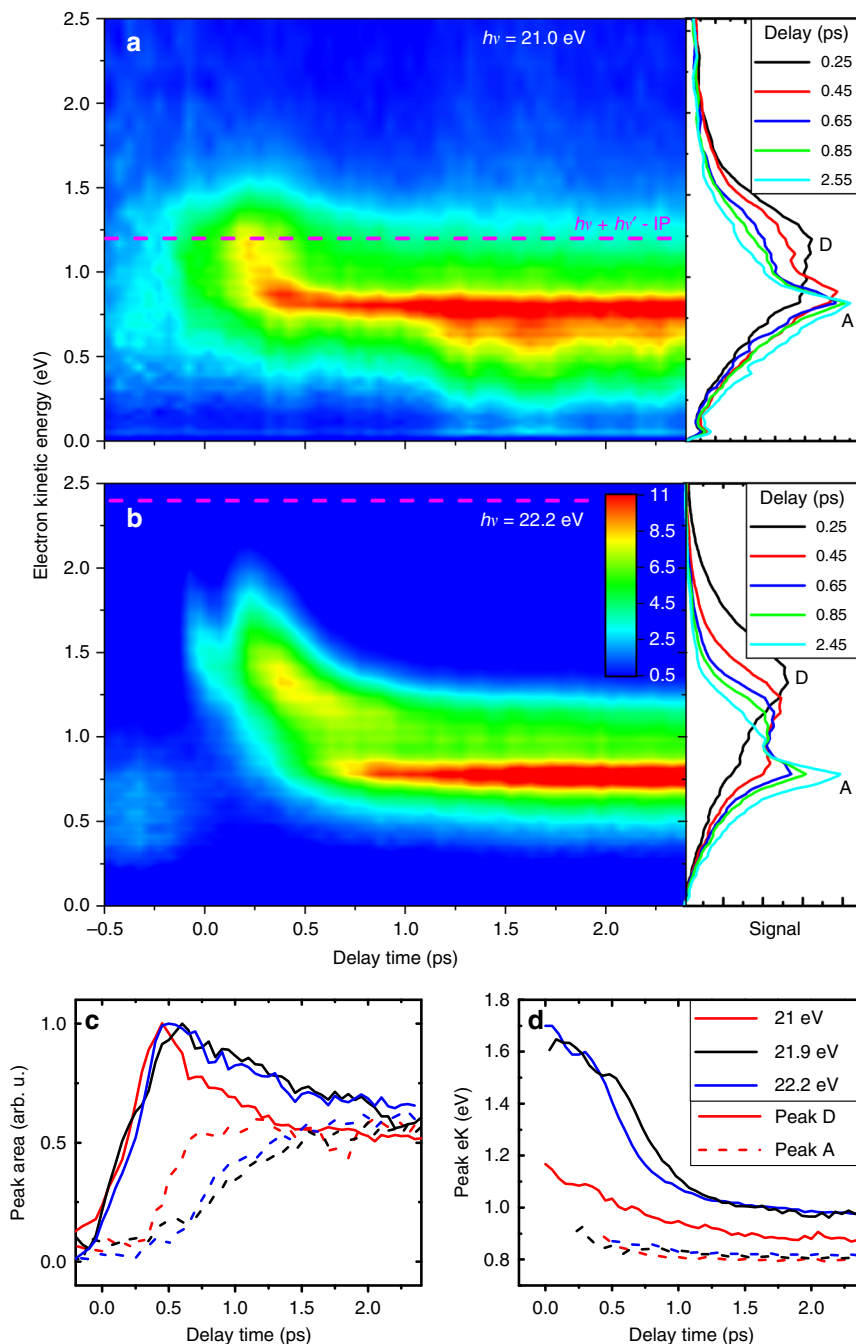 a
hν = 21.0 eV
hν + hν′ - IP
2.5
2.0
1.5
1.0
0.5
0.0
Delay (ps)
0.25
0.45
0.65
0.85
2.55
D
A
Electron kinetic energy (eV)
b
hν = 22.2 eV
2.5
2.0
1.5
1.0
0.5
0.0
11
8.5
6.5
4.5
2.5
0.5
Delay (ps)
0.25
0.45
0.65
0.85
2.45
D
A
−0.5 0.0 0.5 1.0 1.5 2.0
Delay time (ps)
Signal
c
1.0
0.5
0.0
Peak area (arb. u.)
0.0 0.5 1.0 1.5 2.0
Delay time (ps)
d
1.8
1.6
1.4
1.2
1.0
0.8
Peak eK (eV)
21 eV
21.9 eV
22.2 eV
Peak D
Peak A
0.0 0.5 1.0 1.5 2.0
Delay time (ps)